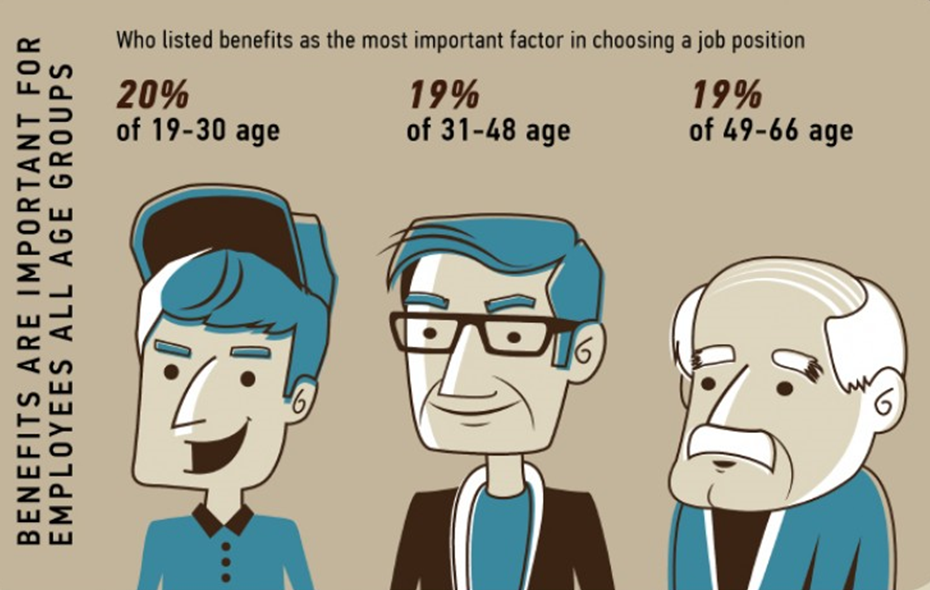 BENEFITS ARE IMPORTANT FOR
EMPLOYEES ALL AGE GROUPS
Who listed benefits as the most important factor in choosing a job position
20%
of 19-30 age
19%
of 31-48 age
19%
of 49-66 age